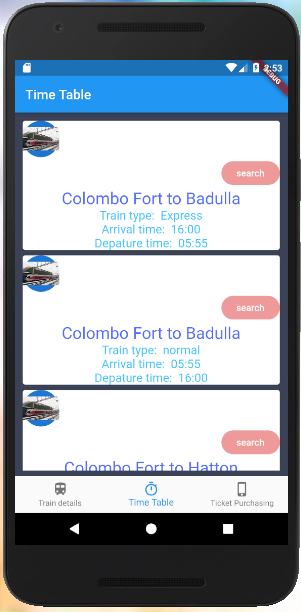 3:53
DEBUG
Time Table
search
Colombo Fort to Badulla
Train type: Express
Arrival time: 16:00
Depature time: 05:55
search
Colombo Fort to Badulla
Train type: normal
Arrival time: 05:55
Depature time: 16:00
search
Colombo Fort to Hatton
Train details
Time Table
Ticket Purchasing